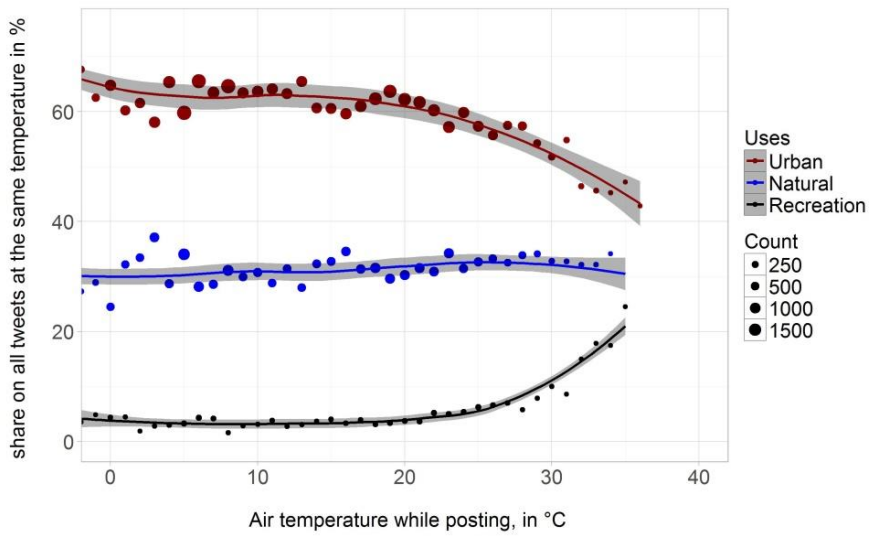 share on all tweets at the same temperature in %
60
40
20
0
0 10 20 30 40
Air temperature while posting, in °C
Uses
Urban
Natural
Recreation
Count
250
500
1000
1500